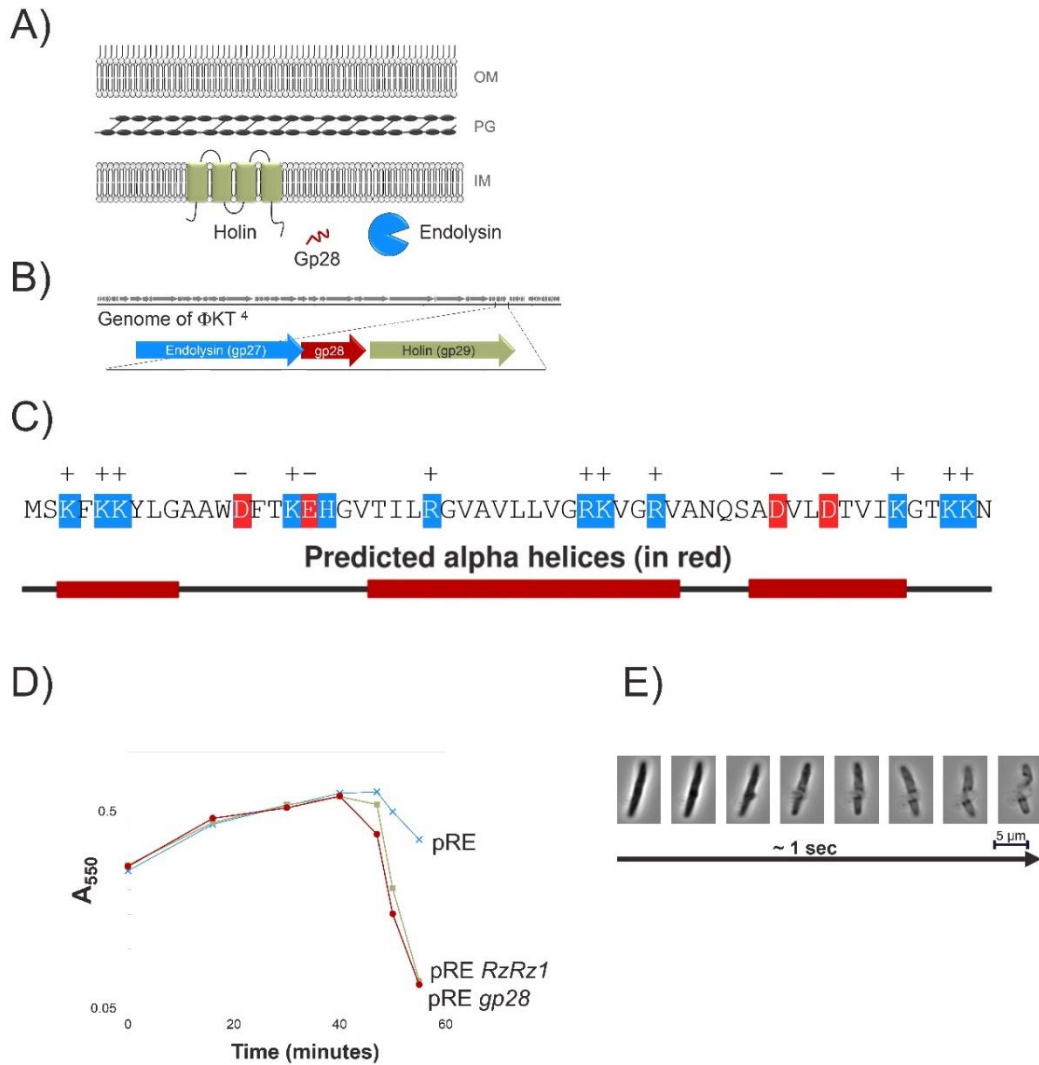 A)
OM
PG
IM
Holin
Gp28
Endolysin
B)
Genome of ΦKT 4
Endolysin (gp27) gp28 Holin (gp29)
C)
+ ++ − +− + ++ + − − + ++
MSKFKKYLGAAWDFTKEHGVTILRGVAVLLVGRKVGRVANQSADVLDTVIKGTKKN
Predicted alpha helices (in red)
D)
0.5
pRE
A550
pRE RzRz1
pRE gp28
0.05
0 20 40 60
Time (minutes)
E)
5 µm
~ 1 sec